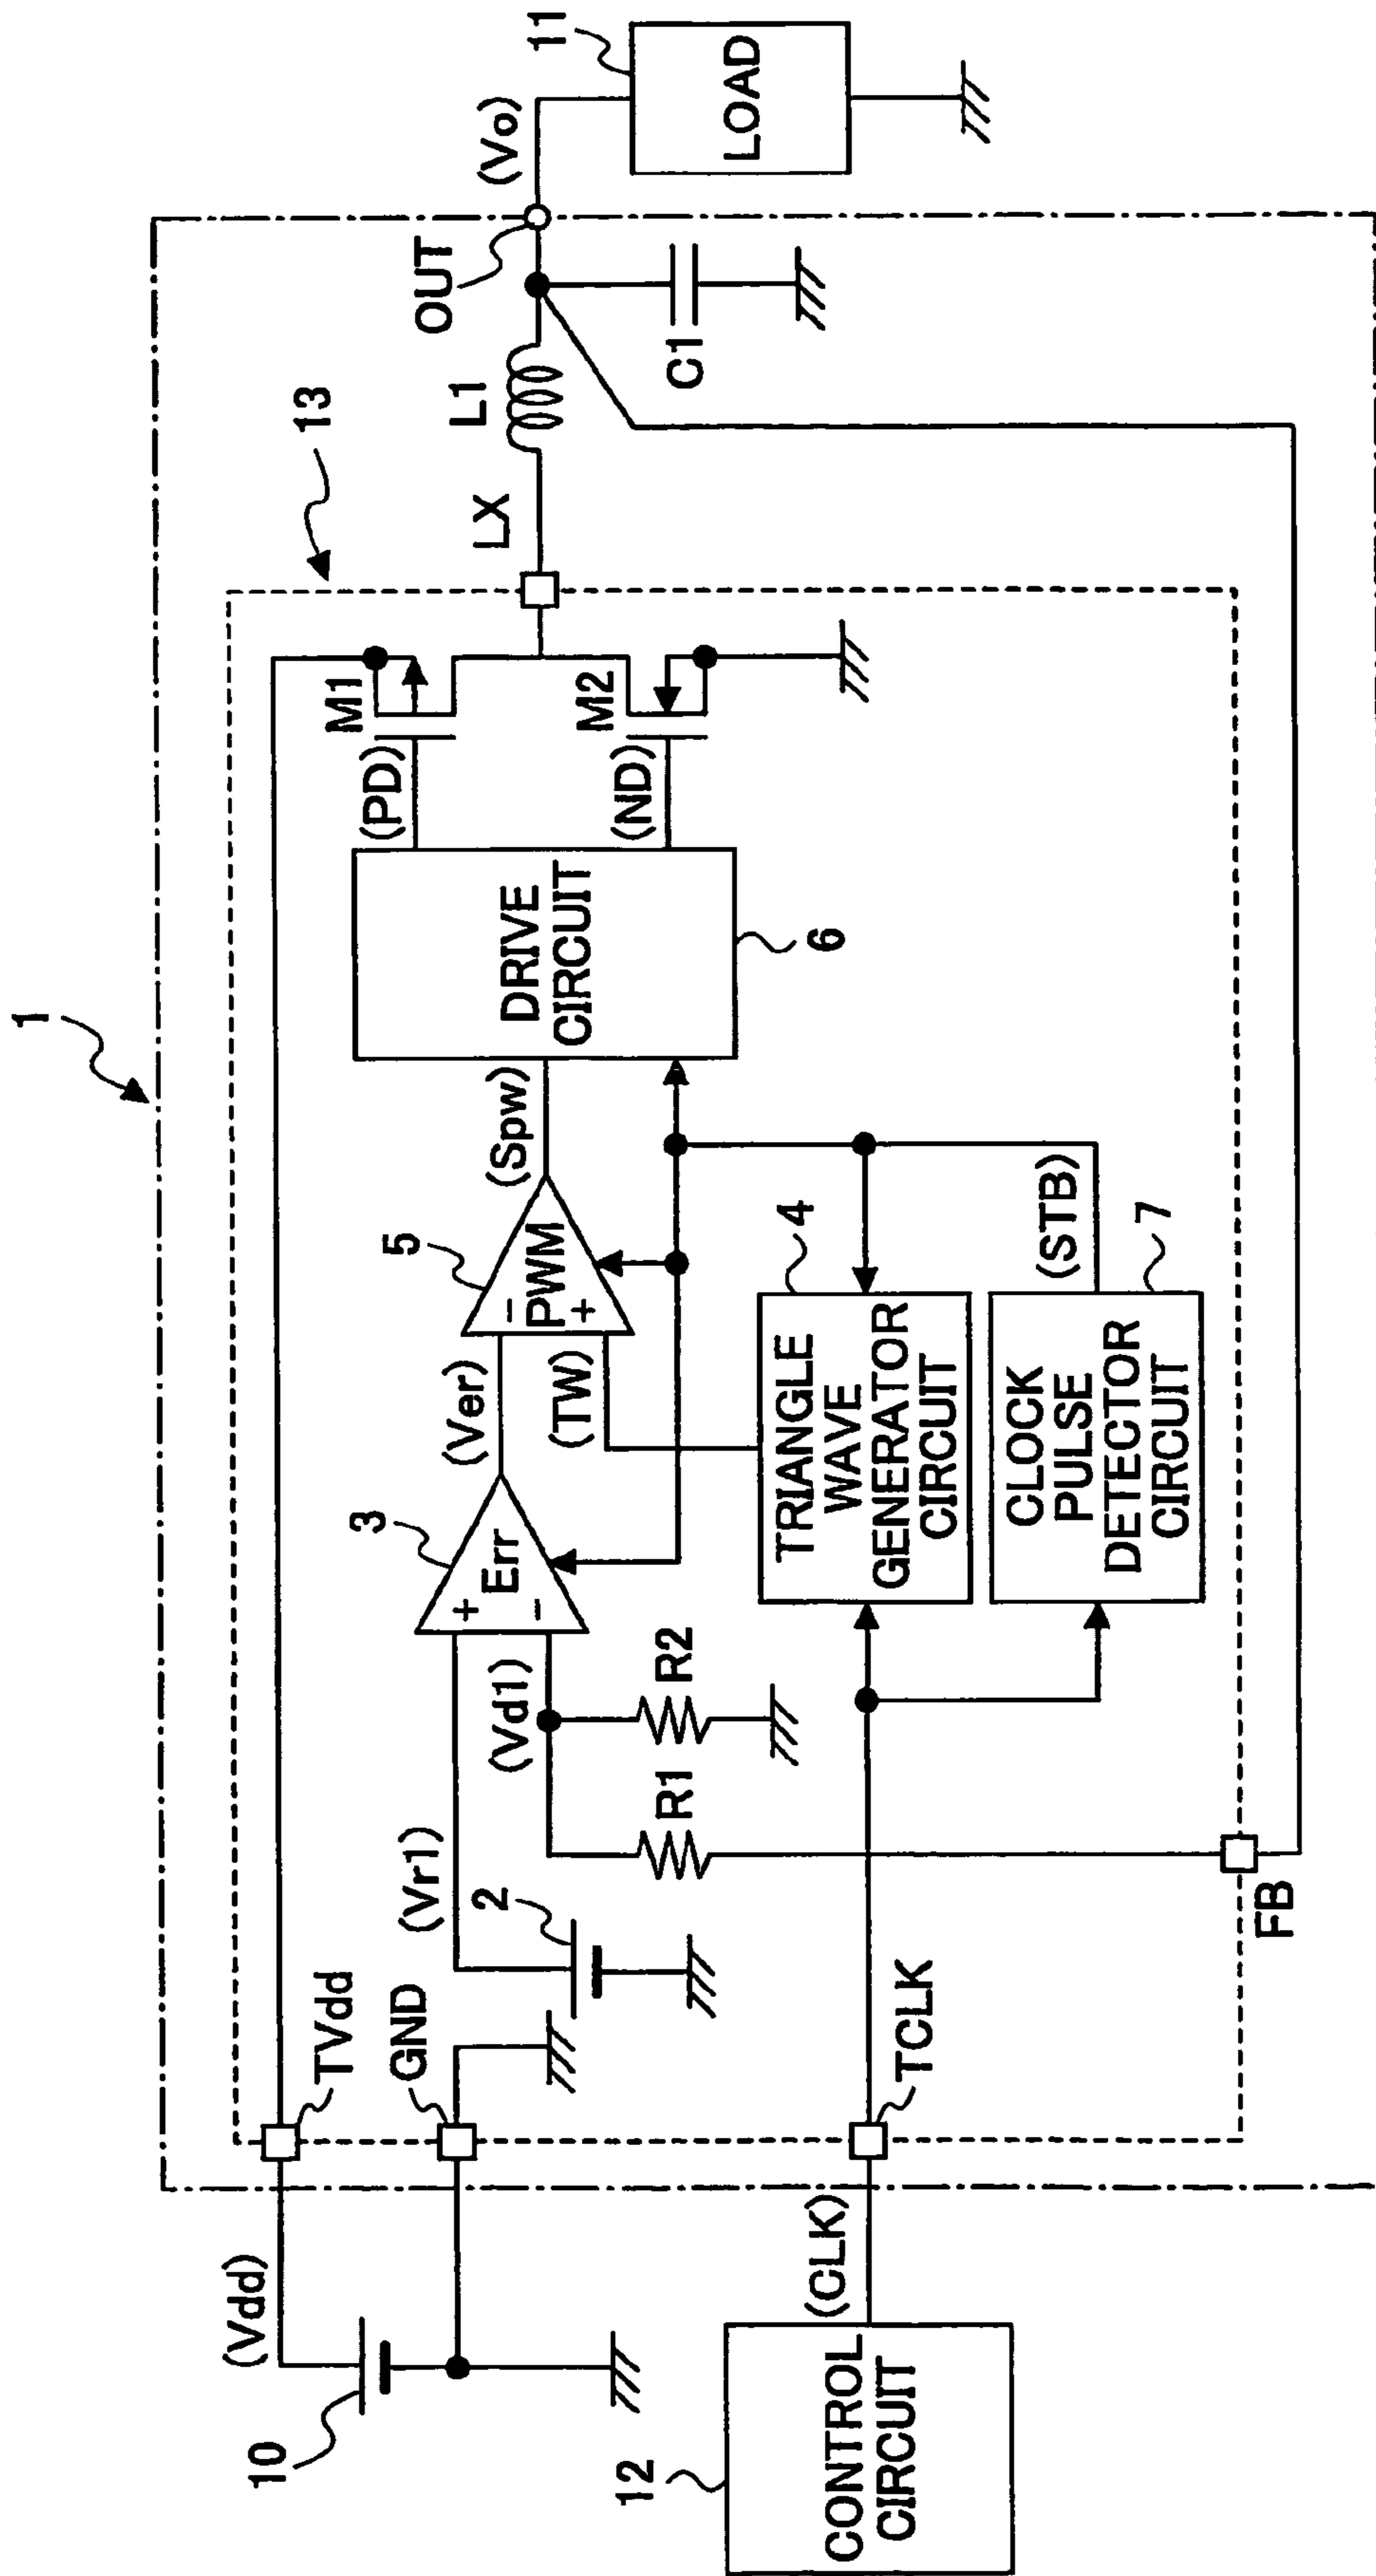 1
13
11
10
(Vdd)
TVdd
GND
(Vr1)
2
(Vd1)
R1
R2
3
+
Err
-
(Ver)
(TW)
5
-
PWM
+
(Spw)
DRIVE
CIRCUIT
6
(PD)
(ND)
M1
M2
LX
L1
OUT
C1
(Vo)
LOAD
12
CONTROL
CIRCUIT
(CLK)
TCLK
FB
TRIANGLE
WAVE
GENERATOR
CIRCUIT
4
CLOCK
PULSE
DETECTOR
CIRCUIT
7
(STB)